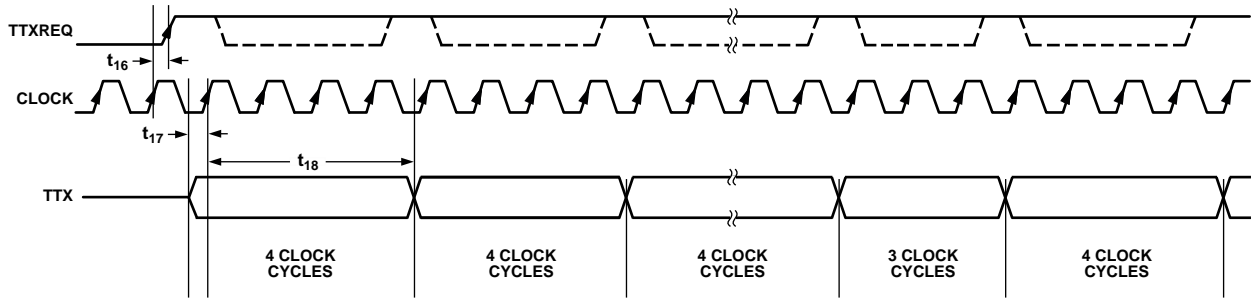 TTXREQ
t16
CLOCK
t17
t18
TTX
4 CLOCK
CYCLES
4 CLOCK
CYCLES
4 CLOCK
CYCLES
3 CLOCK
CYCLES
4 CLOCK
CYCLES